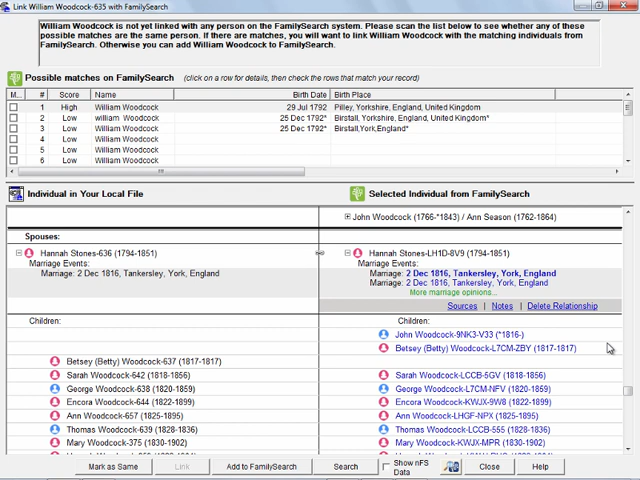 Link William Woodcock-635 with FamilySearch
William Woodcock is not yet linked with any person on the FamilySearch system. Please scan the list below to see whether any of these
possible matches are the same person. If there are matches, you will want to link William Woodcock with the matching individuals from
FamilySearch. Otherwise you can add William Woodcock to FamilySearch.
Possible matches on FamilySearch (click on a row for details, then check the rows that match your record)
M... # Score Name Birth Date Birth Place
1 High William Woodcock 29 Jul 1792 Pilley, Yorkshire, England, United Kingdom
2 Low william Woodcock 25 Dec 1792* Birstall, Yorkshire, England, United Kingdom*
3 Low William Woodcock 25 Dec 1792* Birstall,York,England*
4 Low William Woodcock
5 Low William Woodcock
6 Low William Woodcock
Individual in Your Local File Selected Individual from FamilySearch
John Woodcock (1766-*1843) / Ann Season (1762-1864)
Spouses:
Hannah Stones-636 (1794-1851) Hannah Stones-LH1D-8V9 (1794-1851)
Marriage Events: Marriage Events:
Marriage: 2 Dec 1816, Tankersley, York, England Marriage: 2 Dec 1816, Tankersley, York, England
Marriage: 2 Dec 1816, Tankersley, York, England
More marriage opinions...
Sources | Notes | Delete Relationship
Children: Children:
John Woodcock-9NK3-V33 (*1816-)
Betsey (Betty) Woodcock-637 (1817-1817) Betsey (Betty) Woodcock-L7CM-ZBY (1817-1817)
Sarah Woodcock-642 (1818-1856) Sarah Woodcock-LCCB-5GV (1818-1856)
George Woodcock-638 (1820-1859) George Woodcock-L7CM-NFV (1820-1859)
Encora Woodcock-644 (1822-1899) Encora Woodcock-KWJX-9W8 (1822-1899)
Ann Woodcock-657 (1825-1895) Ann Woodcock-LHGF-NPX (1825-1895)
Thomas Woodcock-639 (1828-1916) Thomas Woodcock-LCCB-555 (1828-1916)
Mary Woodcock-375 (1830-1902) Mary Woodcock-KWJX-MPR (1830-1902)
Mark as Same Link Add to FamilySearch Search Show nFS Data Close Help